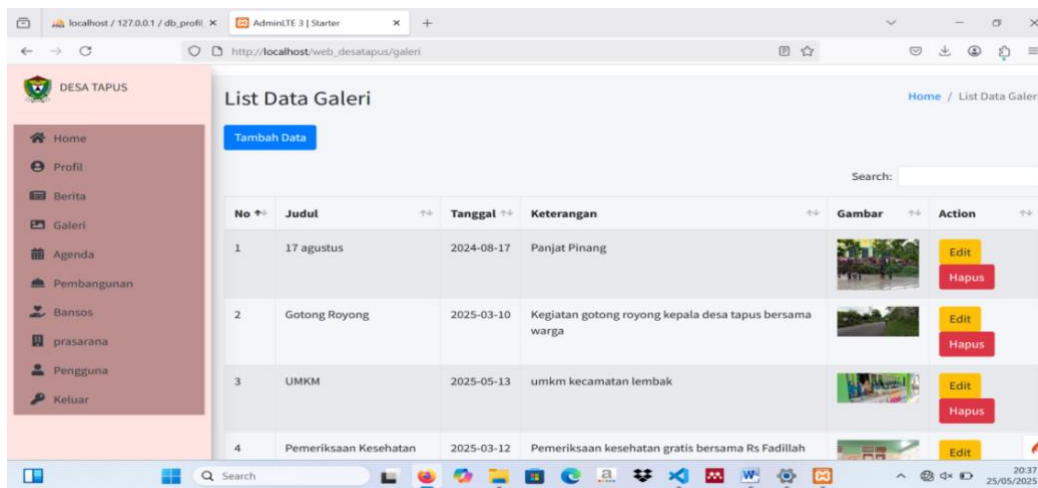 localhost / 127.0.0.1 / db_profil
AdminLTE 3 | Starter
http://localhost/web_desatapus/galeri
DESA TAPUS
Home
Profil
Berita
Galeri
Agenda
Pembangunan
Bansos
prasarana
Pengguna
Keluar
List Data Galeri
Home / List Data Galeri
Tambah Data
Search:
No Judul Tanggal Keterangan Gambar Action
1 17 agustus 2024-08-17 Panjat Pinang Edit
Hapus
2 Gotong Royong 2025-03-10 Kegiatan gotong royong kepala desa tapus bersama Edit
warga
Hapus
3 UMKM 2025-05-13 umkm kecamatan lembak Edit
Hapus
4 Pemeriksaan Kesehatan 2025-03-12 Pemeriksaan kesehatan gratis bersama Rs Fadillah Edit
Search
20:37
25/05/2025